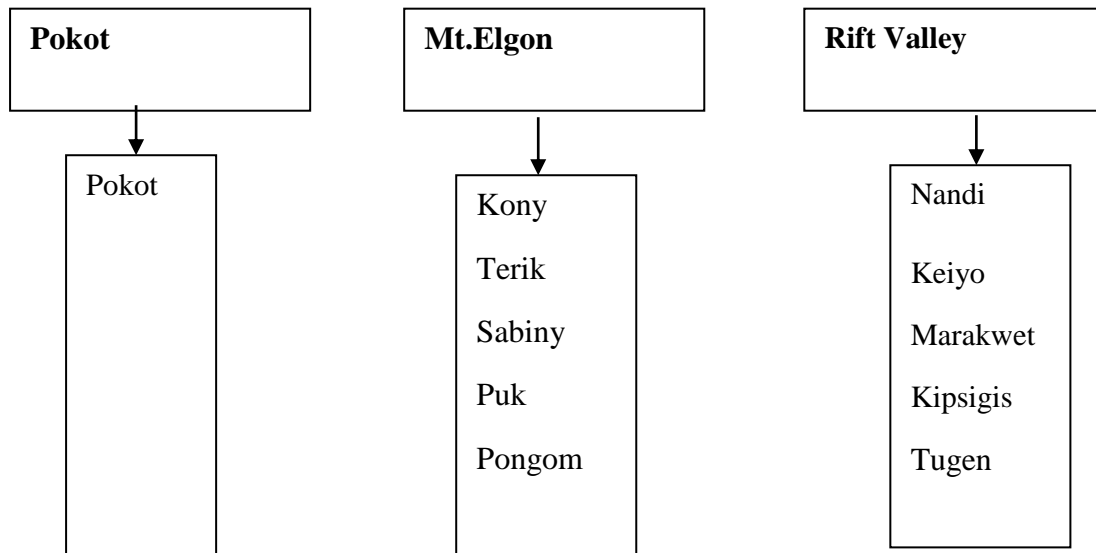 Pokot
Pokot
Mt.Elgon
Kony
Terik
Sabiny
Puk
Pongom
Rift Valley
Nandi
Keiyo
Marakwet
Kipsigis
Tugen